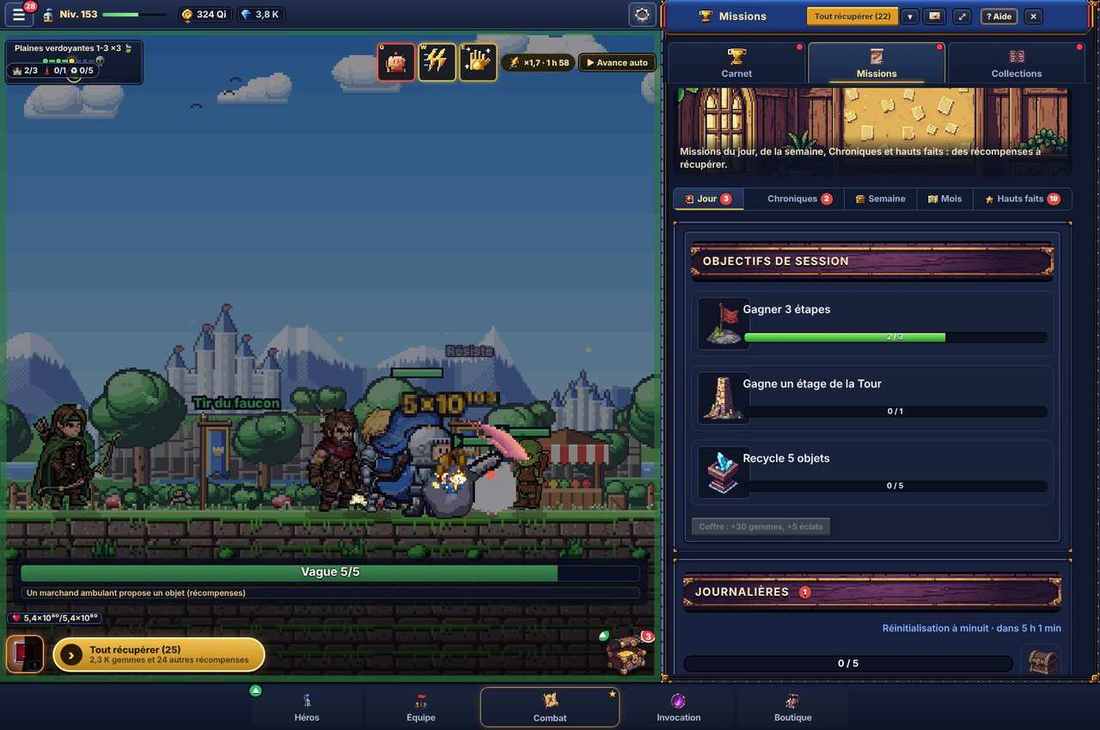 28
Niv. 153
324 Qi
3,8 K
Plaines verdoyantes 1-3 ×3
2/3
0/1
0/5
Q
W
E
×1,7 · 1 h 58
Avance auto
Résiste
5×10
Tir du faucon
Vague 5/5
Un marchand ambulant propose un objet (récompenses)
5,4×10⁸⁰/5,4×10⁸⁰
Tout récupérer (25)
2,3 K gemmes et 24 autres récompenses
3
Missions
Tout récupérer (22)
? Aide
Carnet
Missions
Collections
Missions du jour, de la semaine, Chroniques et hauts faits : des récompenses à
récupérer.
Jour 3
Chroniques 2
Semaine
Mois
Hauts faits 18
OBJECTIFS DE SESSION
Gagner 3 étapes
2 / 3
Gagne un étage de la Tour
0 / 1
Recycle 5 objets
0 / 5
Coffre : +30 gemmes, +5 éclats
JOURNALIÈRES 1
Réinitialisation à minuit · dans 5 h 1 min
0 / 5
Héros
Équipe
Combat
Invocation
Boutique